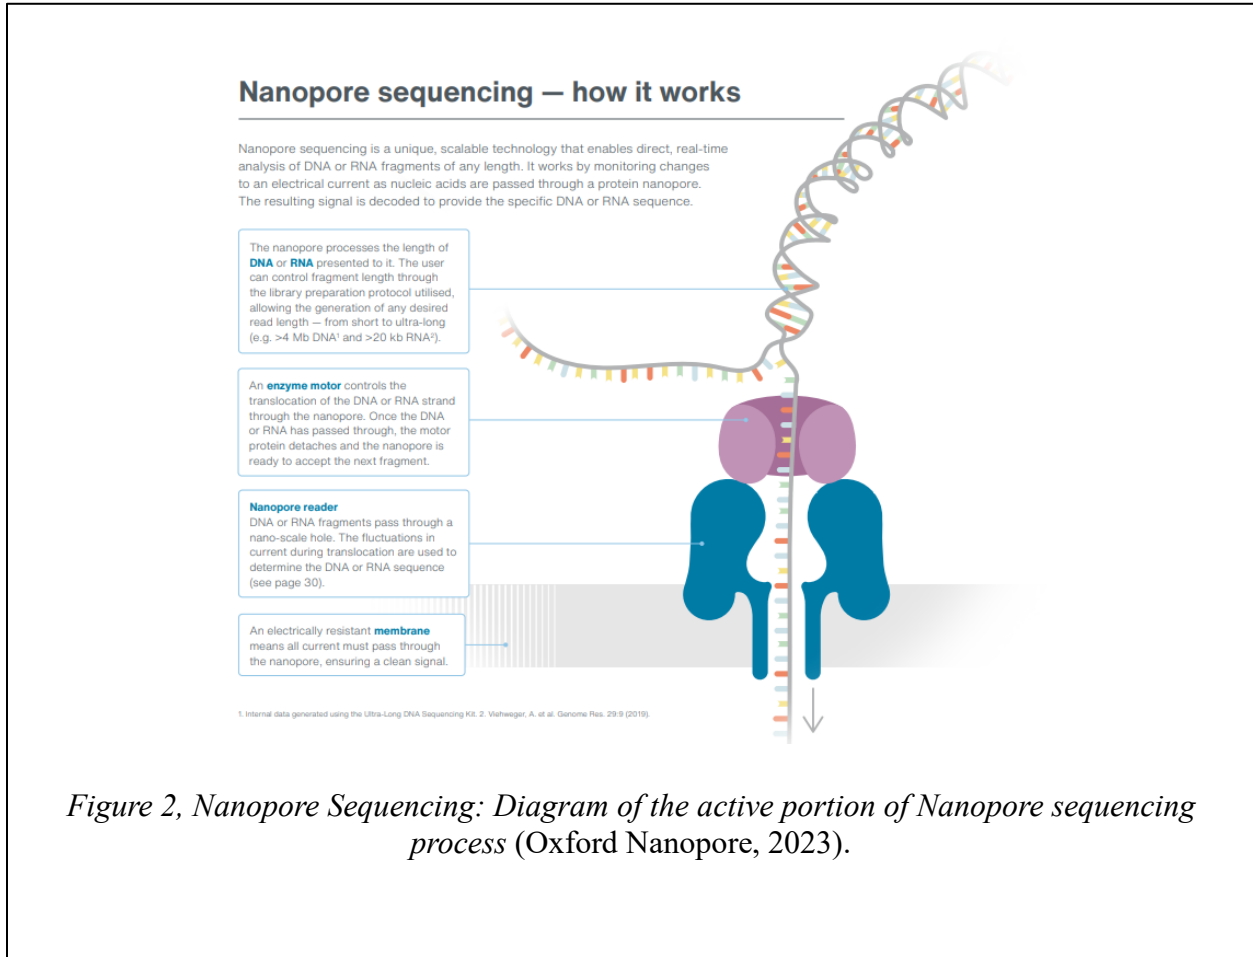 Nanopore sequencing — how it works
Nanopore sequencing is a unique, scalable technology that enables direct, real-time
analysis of DNA or RNA fragments of any length. It works by monitoring changes
to an electrical current as nucleic acids are passed through a protein nanopore.
The resulting signal is decoded to provide the specific DNA or RNA sequence.
The nanopore processes the length of
DNA or RNA presented to it. The user
can control fragment length through
the library preparation protocol utilised,
allowing the generation of any desired
read length — from short to ultra-long
(e.g. >4 Mb DNA¹ and >20 kb RNA²).
An enzyme motor controls the
translocation of the DNA or RNA strand
through the nanopore. Once the DNA
or RNA has passed through, the motor
protein detaches and the nanopore is
ready to accept the next fragment.
Nanopore reader
DNA or RNA fragments pass through a
nano-scale hole. The fluctuations in
current during translocation are used to
determine the DNA or RNA sequence
(see page 30).
An electrically resistant membrane
means all current must pass through
the nanopore, ensuring a clean signal.
1. Internal data generated using the Ultra-Long DNA Sequencing Kit. 2. Viehweger, A. et al. Genome Res. 29:9 (2019).
Figure 2, Nanopore Sequencing: Diagram of the active portion of Nanopore sequencing
process (Oxford Nanopore, 2023).